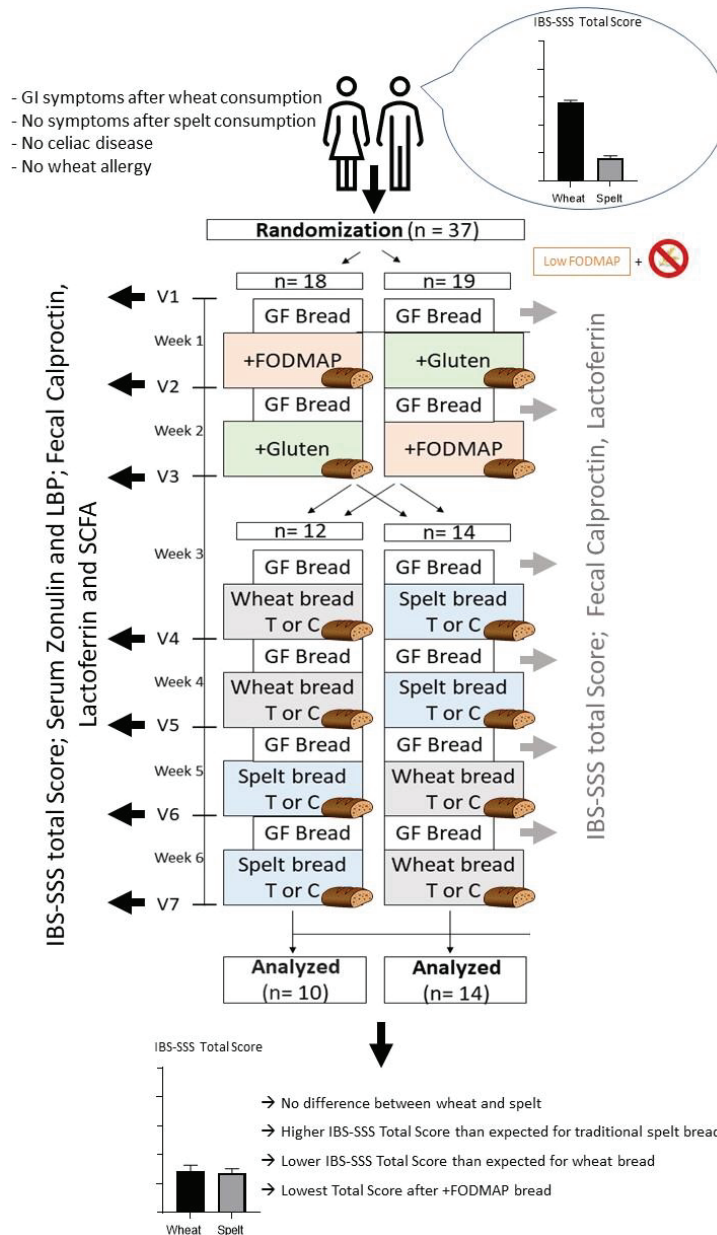 IBS-SSS Total Score
Wheat
Spelt
- GI symptoms after wheat consumption
- No symptoms after spelt consumption
- No celiac disease
- No wheat allergy
Randomization (n = 37)
Low FODMAP
+
n= 18
n= 19
IBS-SSS total Score; Serum Zonulin and LBP; Fecal Calproctin,
Lactoferrin and SCFA
IBS-SSS total Score; Fecal Calproctin, Lactoferrin
V1
GF Bread
GF Bread
Week 1
+FODMAP
+Gluten
V2
GF Bread
GF Bread
Week 2
+Gluten
+FODMAP
V3
n= 12
n= 14
Week 3
GF Bread
GF Bread
Wheat bread
T or C
Spelt bread
T or C
V4
GF Bread
GF Bread
Week 4
Wheat bread
T or C
Spelt bread
T or C
V5
GF Bread
GF Bread
Week 5
Spelt bread
T or C
Wheat bread
T or C
V6
GF Bread
GF Bread
Week 6
Spelt bread
T or C
Wheat bread
T or C
V7
Analyzed
(n= 10)
Analyzed
(n= 14)
IBS-SSS Total Score
Wheat
Spelt
→ No difference between wheat and spelt
→ Higher IBS-SSS Total Score than expected for traditional spelt bread
→ Lower IBS-SSS Total Score than expected for wheat bread
→ Lowest Total Score after +FODMAP bread